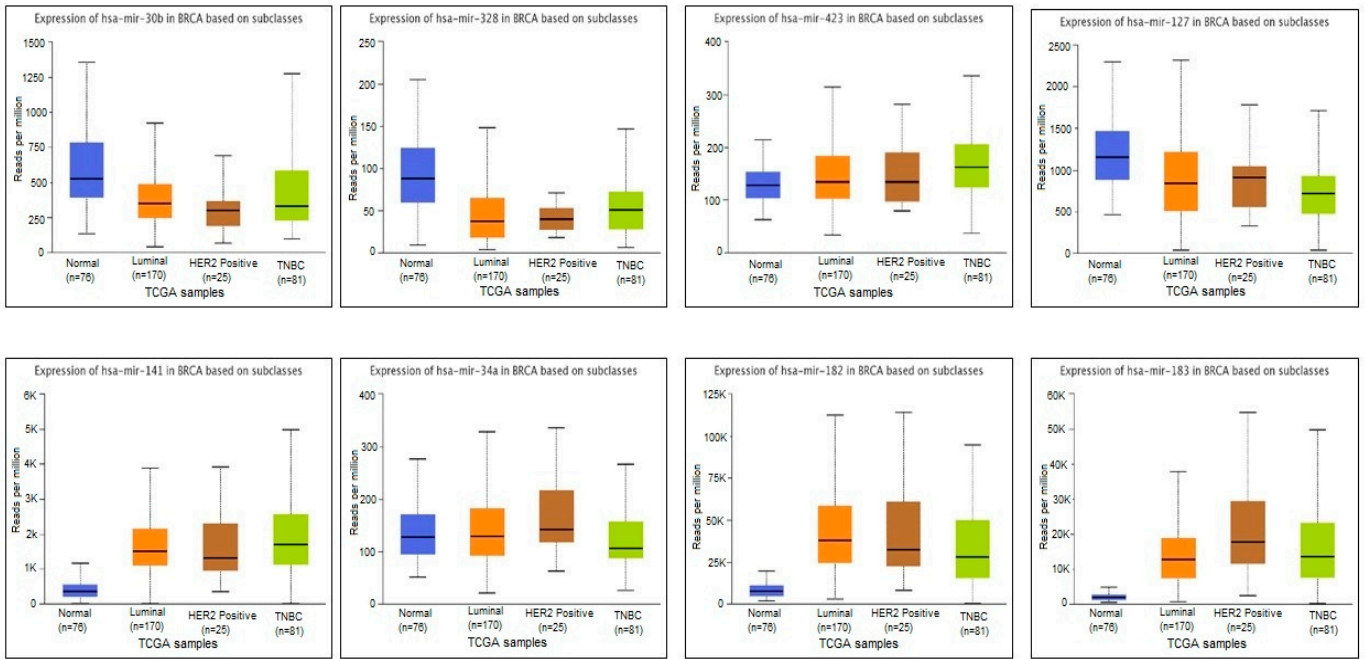 Expression of hsa-mir-30b in BRCA based on subclasses
Reads per million
1500
1250
1000
750
500
250
0
Normal
(n=76)
Luminal
(n=170)
HER2 Positive
(n=25)
TNBC
(n=81)
TCGA samples
Expression of hsa-mir-328 in BRCA based on subclasses
Reads per million
250
200
150
100
50
0
Normal
(n=76)
Luminal
(n=170)
HER2 Positive
(n=25)
TNBC
(n=81)
TCGA samples
Expression of hsa-mir-423 in BRCA based on subclasses
Reads per million
400
300
200
100
0
Normal
(n=76)
Luminal
(n=170)
HER2 Positive
(n=25)
TNBC
(n=81)
TCGA samples
Expression of hsa-mir-127 in BRCA based on subclasses
Reads per million
2500
2000
1500
1000
500
0
Normal
(n=76)
Luminal
(n=170)
HER2 Positive
(n=25)
TNBC
(n=81)
TCGA samples
Expression of hsa-mir-141 in BRCA based on subclasses
Reads per million
6K
5K
4K
3K
2K
1K
0
Normal
(n=76)
Luminal
(n=170)
HER2 Positive
(n=25)
TNBC
(n=81)
TCGA samples
Expression of hsa-mir-34a in BRCA based on subclasses
Reads per million
400
300
200
100
0
Normal
(n=76)
Luminal
(n=170)
HER2 Positive
(n=25)
TNBC
(n=81)
TCGA samples
Expression of hsa-mir-182 in BRCA based on subclasses
Reads per million
125K
100K
75K
50K
25K
0
Normal
(n=76)
Luminal
(n=170)
HER2 Positive
(n=25)
TNBC
(n=81)
TCGA samples
Expression of hsa-mir-183 in BRCA based on subclasses
Reads per million
60K
50K
40K
30K
20K
10K
0
Normal
(n=76)
Luminal
(n=170)
HER2 Positive
(n=25)
TNBC
(n=81)
TCGA samples